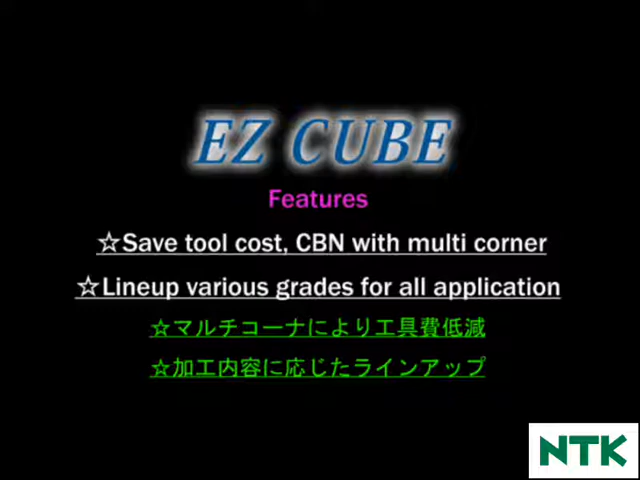 EZ CUBE
Features
☆Save tool cost, CBN with multi corner
☆Lineup various grades for all application
☆マルチコーナにより工具費低減
☆加工内容に応じたラインアップ
NTK